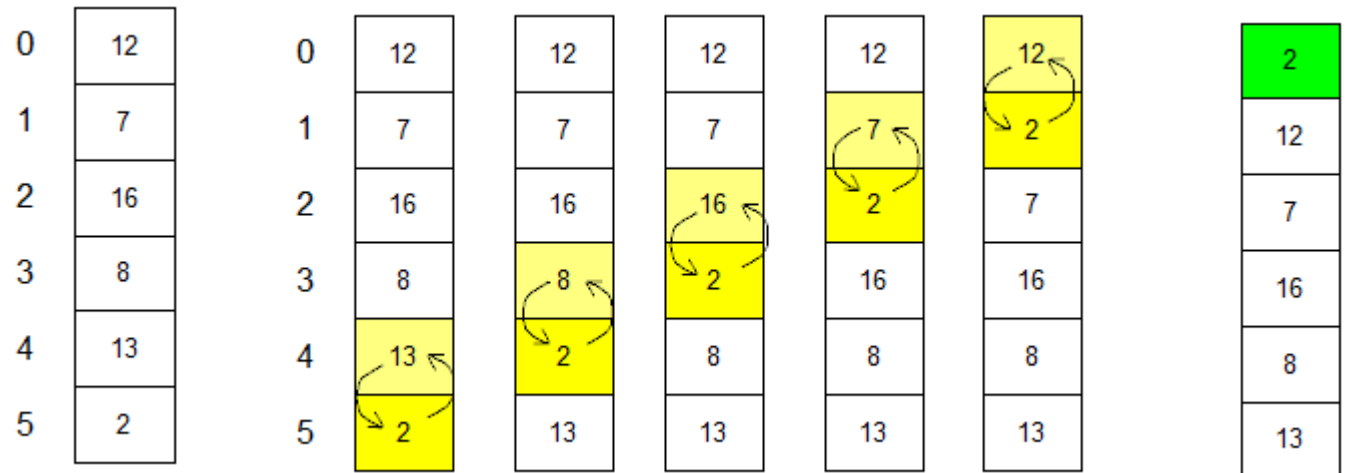 0 12 0 12 12 12 12 12 2
1 7 1 7 7 7 7 2 12
2 16 2 16 16 16 2 7 7
3 8 3 8 8 2 16 16 16
4 13 4 13 2 8 8 8 8
5 2 5 2 13 13 13 13 13